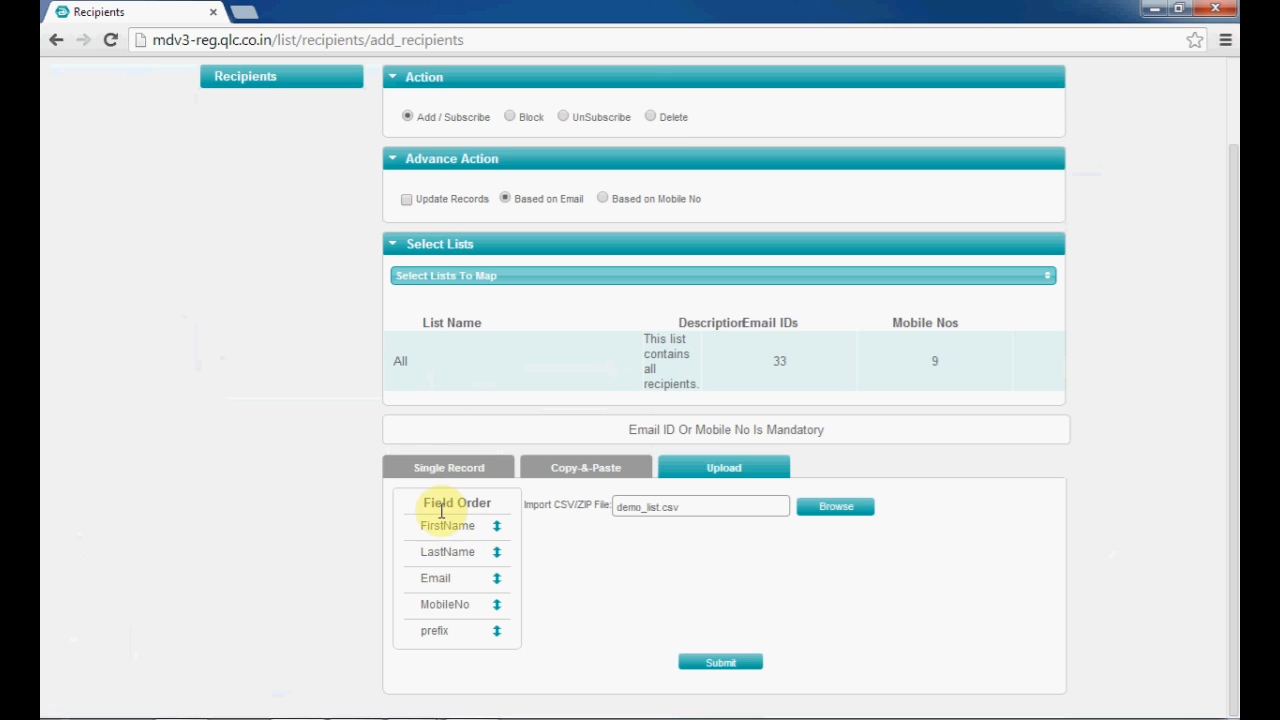 Recipients
mdv3-reg.qlc.co.in/list/recipients/add_recipients
Recipients
Action
Add / Subscribe Block UnSubscribe Delete
Advance Action
Update Records Based on Email Based on Mobile No
Select Lists
Select Lists To Map
List Name Description Email IDs Mobile Nos
All
This list
contains
all
recipients.
33
9
Email ID Or Mobile No Is Mandatory
Single Record Copy-&-Paste Upload
Field Order
Import CSV/ZIP File: demo_list.csv Browse
FirstName
LastName
Email
MobileNo
prefix
Submit